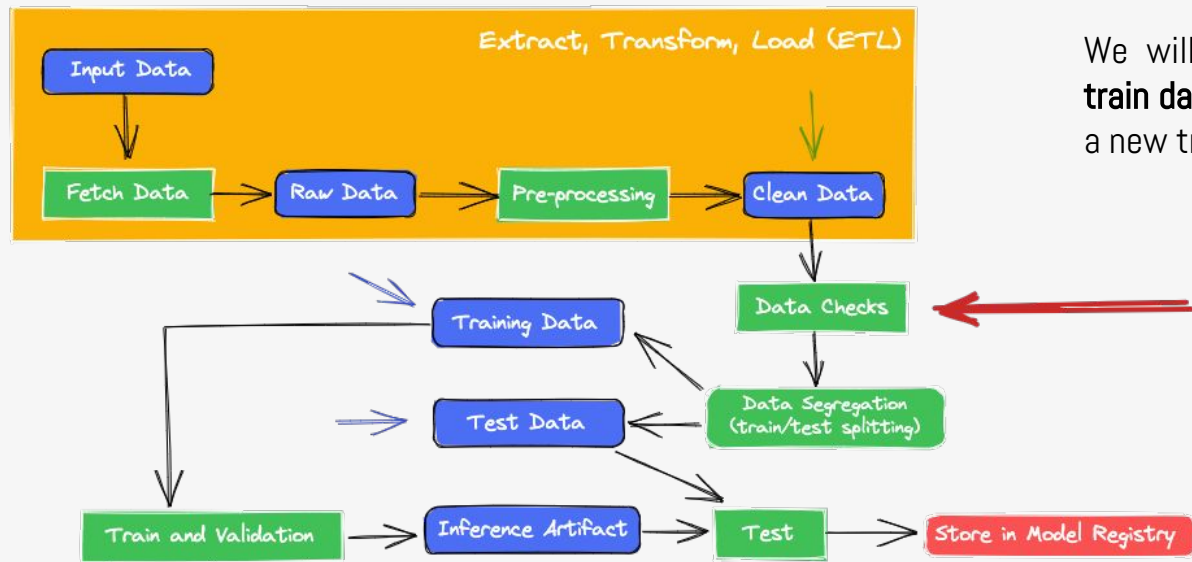 Extract, Transform, Load (ETL)
Input Data
Fetch Data
Raw Data
Pre-processing
Clean Data
We will
train da
a new tr
Data Checks
Training Data
Data Segregation
(train/test splitting)
Test Data
Train and Validation
Inference Artifact
Test
Store in Model Registry